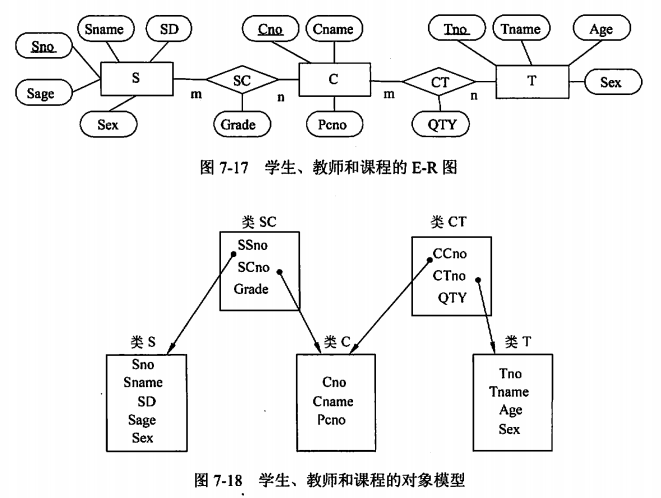 Sname SD Cno Cname Tno Tname Age
Sno
S m SC n C m CT n T Sex
Sage
Sex Grade Pcno QTY
图 7-17 学生、教师和课程的 E-R 图
类 SC 类 CT
SSno
SCno
Grade
CCno
CTno
QTY
类 S 类 C 类 T
Sno
Sname
SD
Sage
Sex
Cno
Cname
Pcno
Tno
Tname
Age
Sex
图 7-18 学生、教师和课程的对象模型